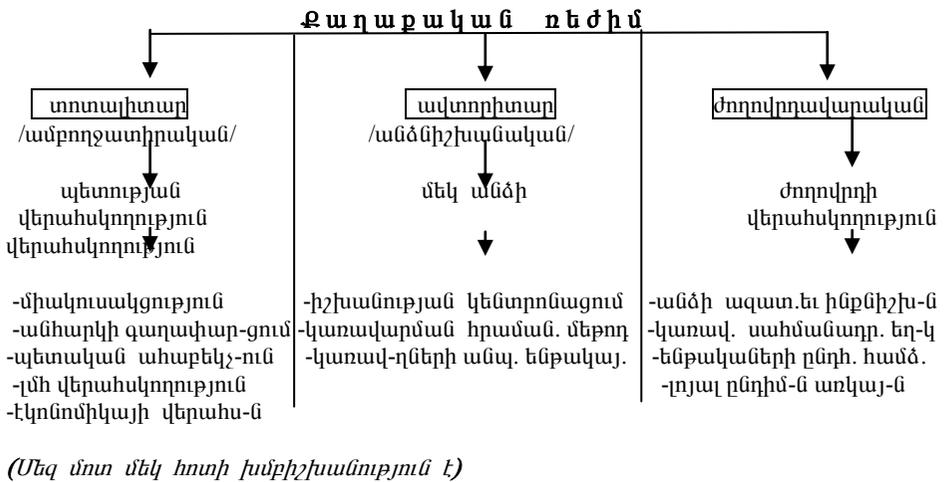 Քաղաքական ռեժիմ
տոտալիտար
/ամբողջատիրական/
պետության
վերահսկողություն
վերահսկողություն
-միակուսակցություն
-անհարկի գաղափար-ցում
-պետական ահաբեկչ-ուն
-լմհ վերահսկողություն
-էկոնոմիկայի վերահս-ն
ավտորիտար
/անձնիշխանական/
մեկ անձի
-իշխանության կենտրոնացում
-կառավարման հրաման. մեթոդ
-կառավ-ղների անպ. ենթակայ.
ժողովրդավարական
ժողովրդի
վերահսկողություն
-անձի ազատ.եւ ինքնիշխ-ն
-կառավ. սահմանադր. եղ-կ
-ենթակաների ընդհ. համձ.
-լոյալ ընդիմ-ն առկայ-ն
(Մեզ մոտ մեկ հոտի խմբիշխանություն է)